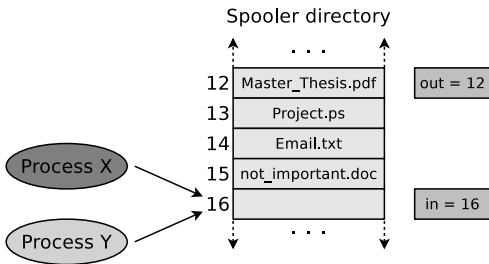 Spooler directory
. . .
12 Master_Thesis.pdf out = 12
13 Project.ps
14 Email.txt
Process X
15 not_important.doc
16 in = 16
Process Y
. . .